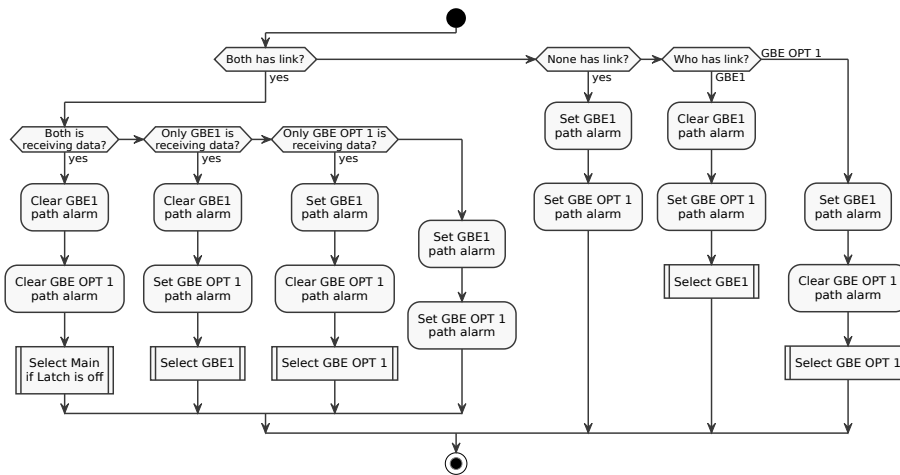 Both has link?
yes
None has link?
yes
Who has link?
GBE1
GBE OPT 1
Both is
receiving data?
yes
Only GBE1 is
receiving data?
yes
Only GBE OPT 1 is
receiving data?
yes
Clear GBE1
path alarm
Clear GBE OPT 1
path alarm
Select Main
if Latch is off
Clear GBE1
path alarm
Set GBE OPT 1
path alarm
Select GBE1
Set GBE1
path alarm
Clear GBE OPT 1
path alarm
Select GBE OPT 1
Set GBE1
path alarm
Set GBE OPT 1
path alarm
Set GBE1
path alarm
Set GBE OPT 1
path alarm
Clear GBE1
path alarm
Set GBE OPT 1
path alarm
Select GBE1
Set GBE1
path alarm
Clear GBE OPT 1
path alarm
Select GBE OPT 1